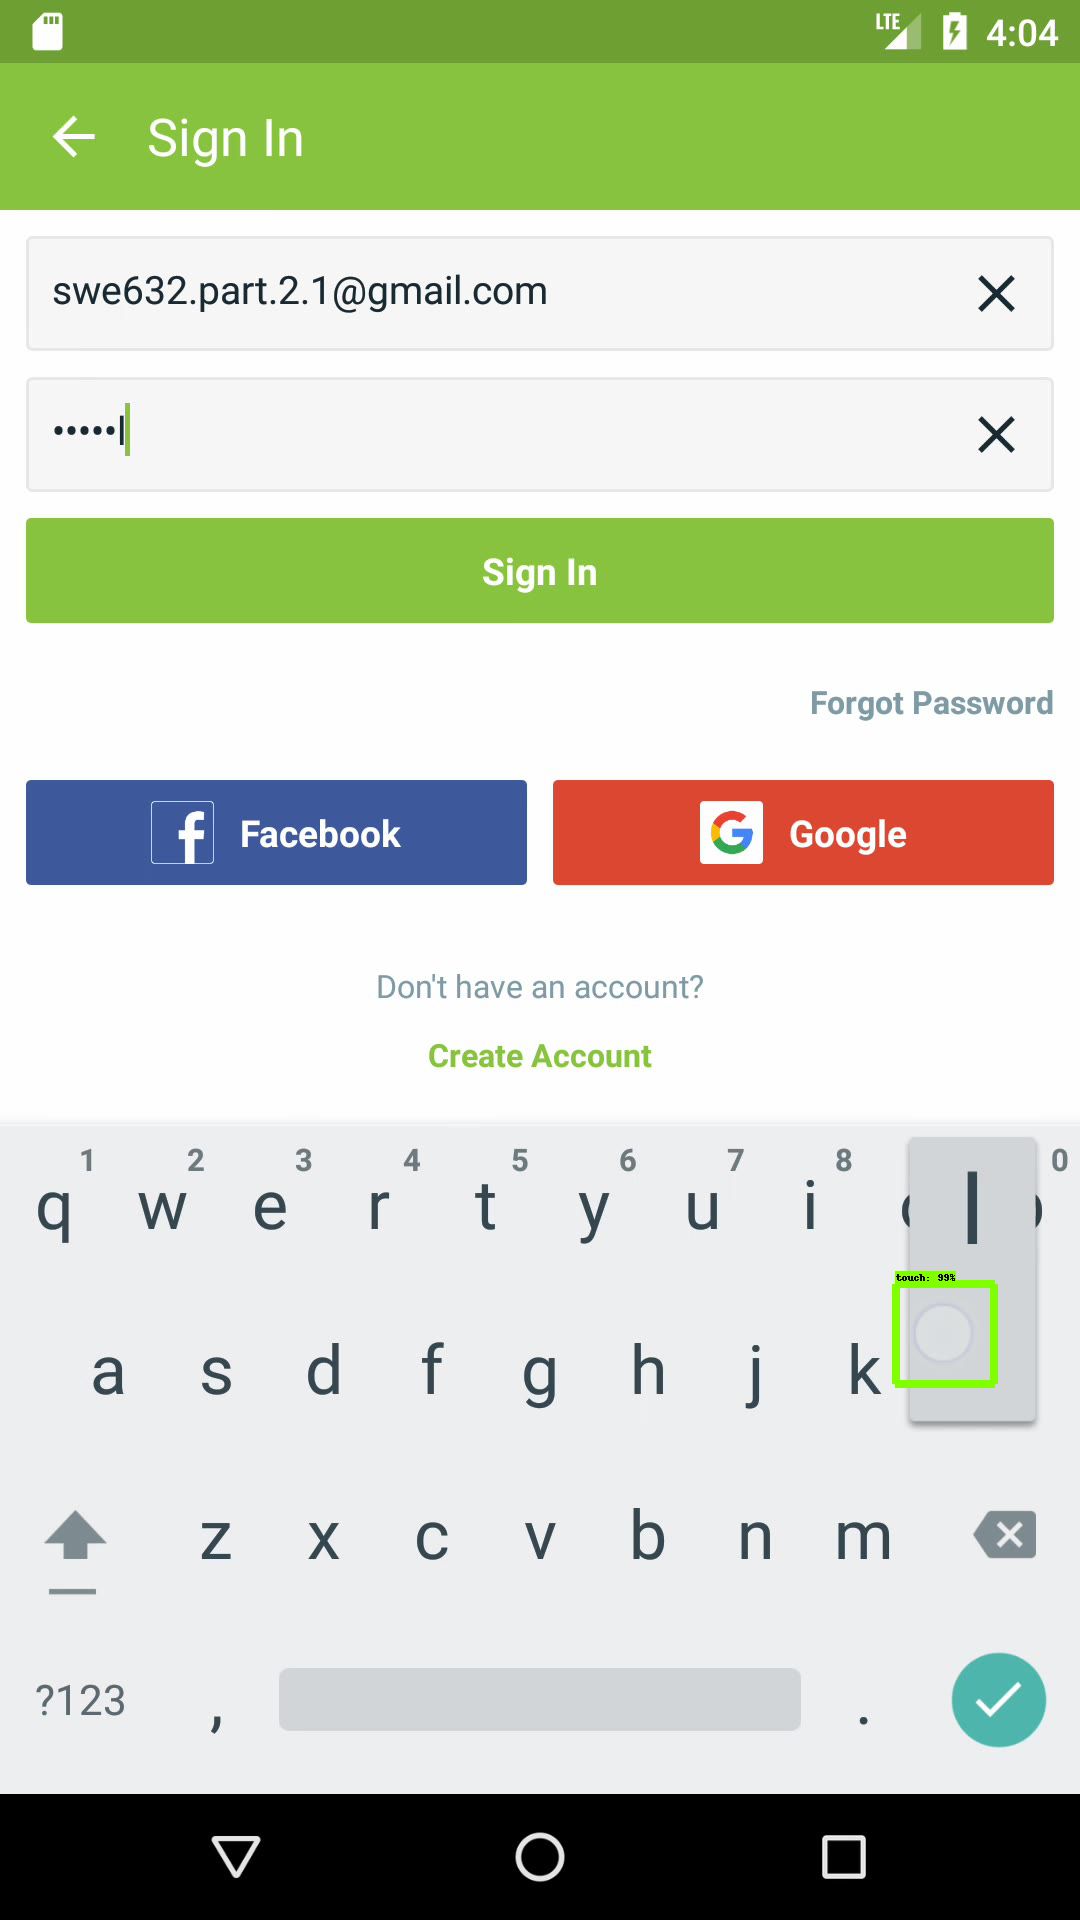 LTE 4:04
Sign In
swe632.part.2.1@gmail.com
•••••l
Sign In
Forgot Password
Facebook
Google
Don't have an account?
Create Account
1 2 3 4 5 6 7 8 0
q w e r t y u i l
touch: 99%
a s d f g h j k
z x c v b n m
?123 , .